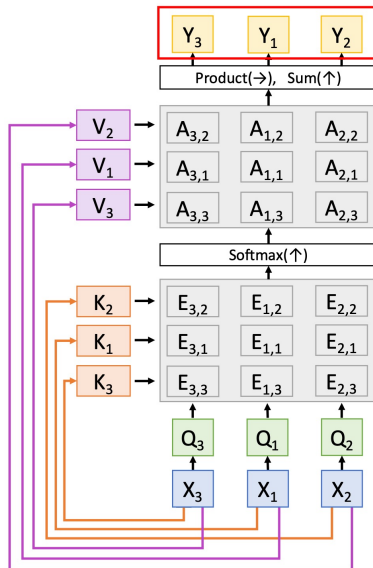 Y₃ Y₁ Y₂
Product(→), Sum(↑)
V₂ A₃,₂ A₁,₂ A₂,₂
V₁ A₃,₁ A₁,₁ A₂,₁
V₃ A₃,₃ A₁,₃ A₂,₃
Softmax(↑)
K₂ E₃,₂ E₁,₂ E₂,₂
K₁ E₃,₁ E₁,₁ E₂,₁
K₃ E₃,₃ E₁,₃ E₂,₃
Q₃ Q₁ Q₂
X₃ X₁ X₂